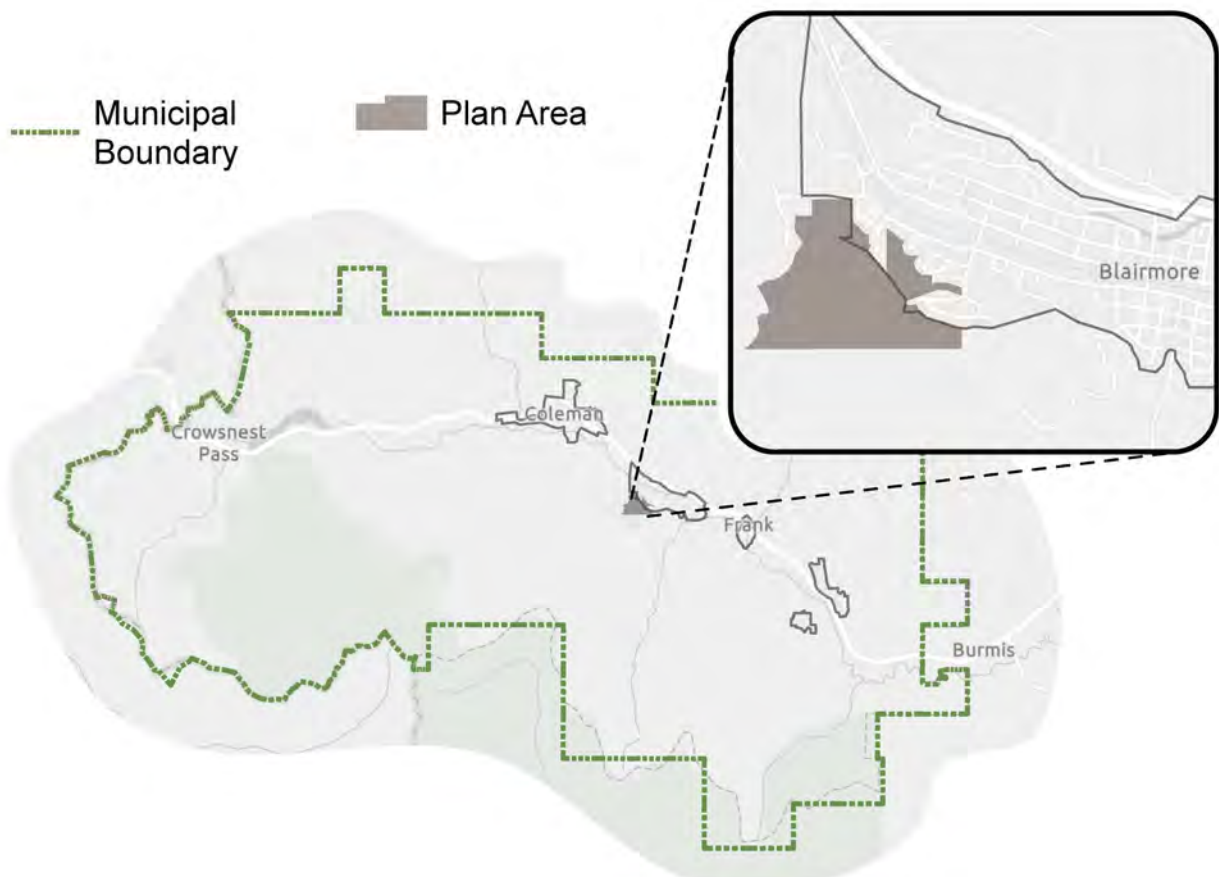 Municipal
Boundary
Plan Area
Blairmore
Coleman
Crowsnest
Pass
Frank
Burmis